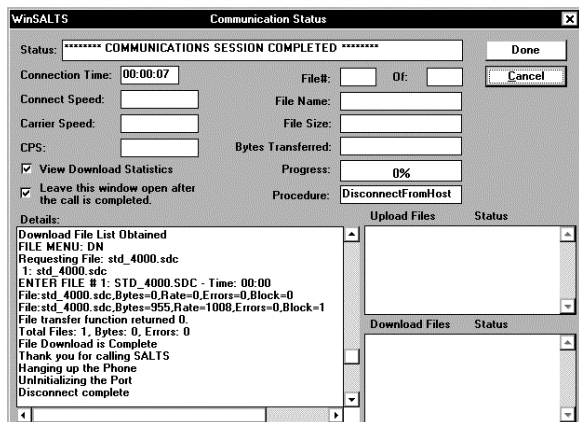 WinSALTS Communication Status
Status: ******** COMMUNICATIONS SESSION COMPLETED ********
Done
Connection Time: 00:00:07
File#: Of:
Cancel
Connect Speed:
File Name:
Carrier Speed:
File Size:
CPS:
Bytes Transferred:
View Download Statistics
Progress: 0%
Leave this window open after
the call is completed.
Procedure: DisconnectFromHost
Details:
Download File List Obtained
FILE MENU: DN
Requesting File: std_4000.sdc
1: std_4000.sdc
ENTER FILE # 1: STD_4000.SDC - Time: 00:00
File:std_4000.sdc,Bytes=0,Rate=0,Errors=0,Block=0
File:std_4000.sdc,Bytes=955,Rate=1008,Errors=0,Block=1
File transfer function returned 0.
Total Files: 1, Bytes: 0, Errors: 0
File Download is Complete
Thank you for calling SALTS
Hanging up the Phone
UnInitializing the Port
Disconnect complete
Upload Files Status
Download Files Status